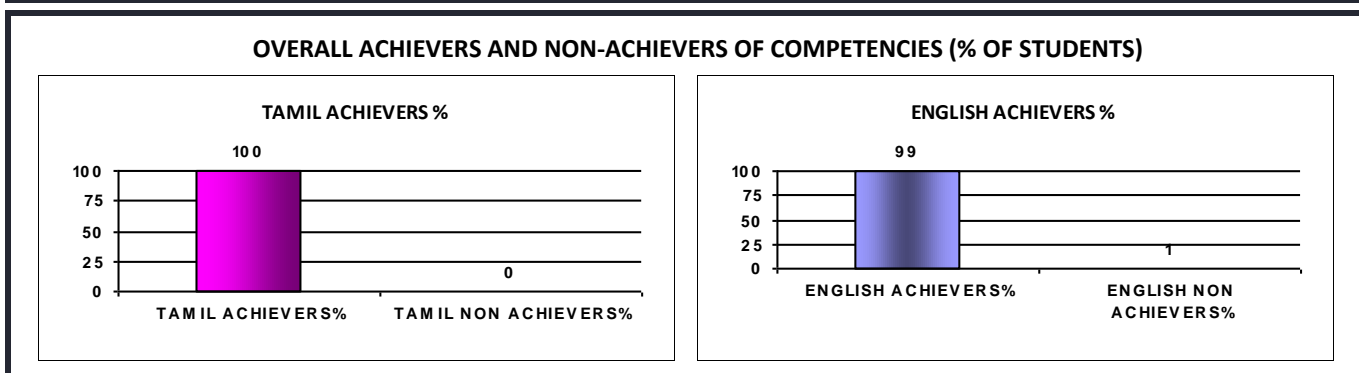 OVERALL ACHIEVERS AND NON-ACHIEVERS OF COMPETENCIES (% OF STUDENTS)
TAMIL ACHIEVERS %
100
100
75
50
25
0
0
TAMIL ACHIEVERS%
TAMIL NON ACHIEVERS%
ENGLISH ACHIEVERS %
99
100
75
50
25
0
1
ENGLISH ACHIEVERS%
ENGLISH NON
ACHIEVERS%